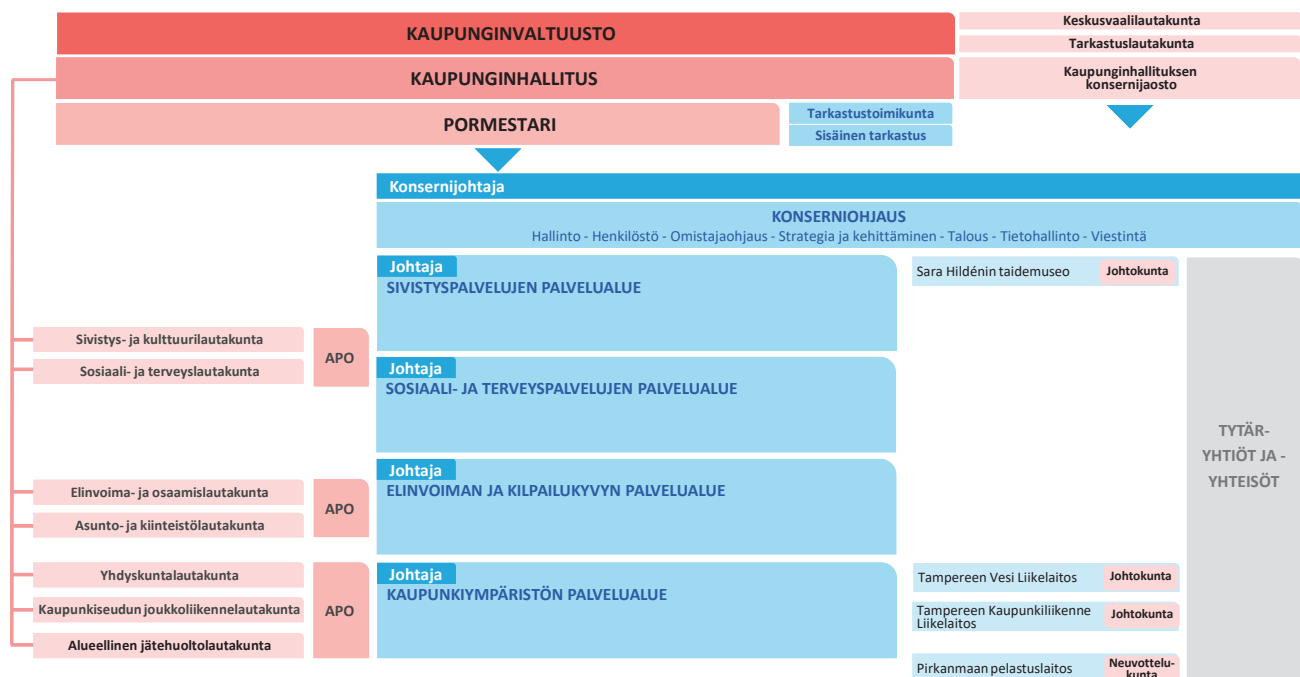 KAUPUNGINVALTUUSTO
Keskusvaalilautakunta
Tarkastuslautakunta
KAUPUNGINHALLITUS
Kaupunginhallituksen
konsernijaosto
PORMESTARI
Tarkastustoimikunta
Sisäinen tarkastus
Konsernijohtaja
KONSERNIOHJAUS
Hallinto - Henkilöstö - Omistajaohjaus - Strategia ja kehittäminen - Talous - Tietohallinto - Viestintä
Johtaja
SIVISTYSPALVELUJEN PALVELUALUE
Sara Hildénin taidemuseo
Johtokunta
Sivistys- ja kulttuurilautakunta
Sosiaali- ja terveyslautakunta
APO
Johtaja
SOSIAALI- JA TERVEYSPALVELUJEN PALVELUALUE
TYTÄR-
YHTIÖT JA -
YHTEISÖT
Elinvoima- ja osaamislautakunta
Asunto- ja kiinteistölautakunta
APO
Johtaja
ELINVOIMAN JA KILPAILUKYVYN PALVELUALUE
Yhdyskuntalautakunta
Kaupunkiseudun joukkoliikennelautakunta
Alueellinen jätehuoltolautakunta
APO
Johtaja
KAUPUNKIYMPÄRISTÖN PALVELUALUE
Tampereen Vesi Liikelaitos
Johtokunta
Tampereen Kaupunkiliikenne
Liikelaitos
Johtokunta
Pirkanmaan pelastuslaitos
Neuvottelu-
kunta